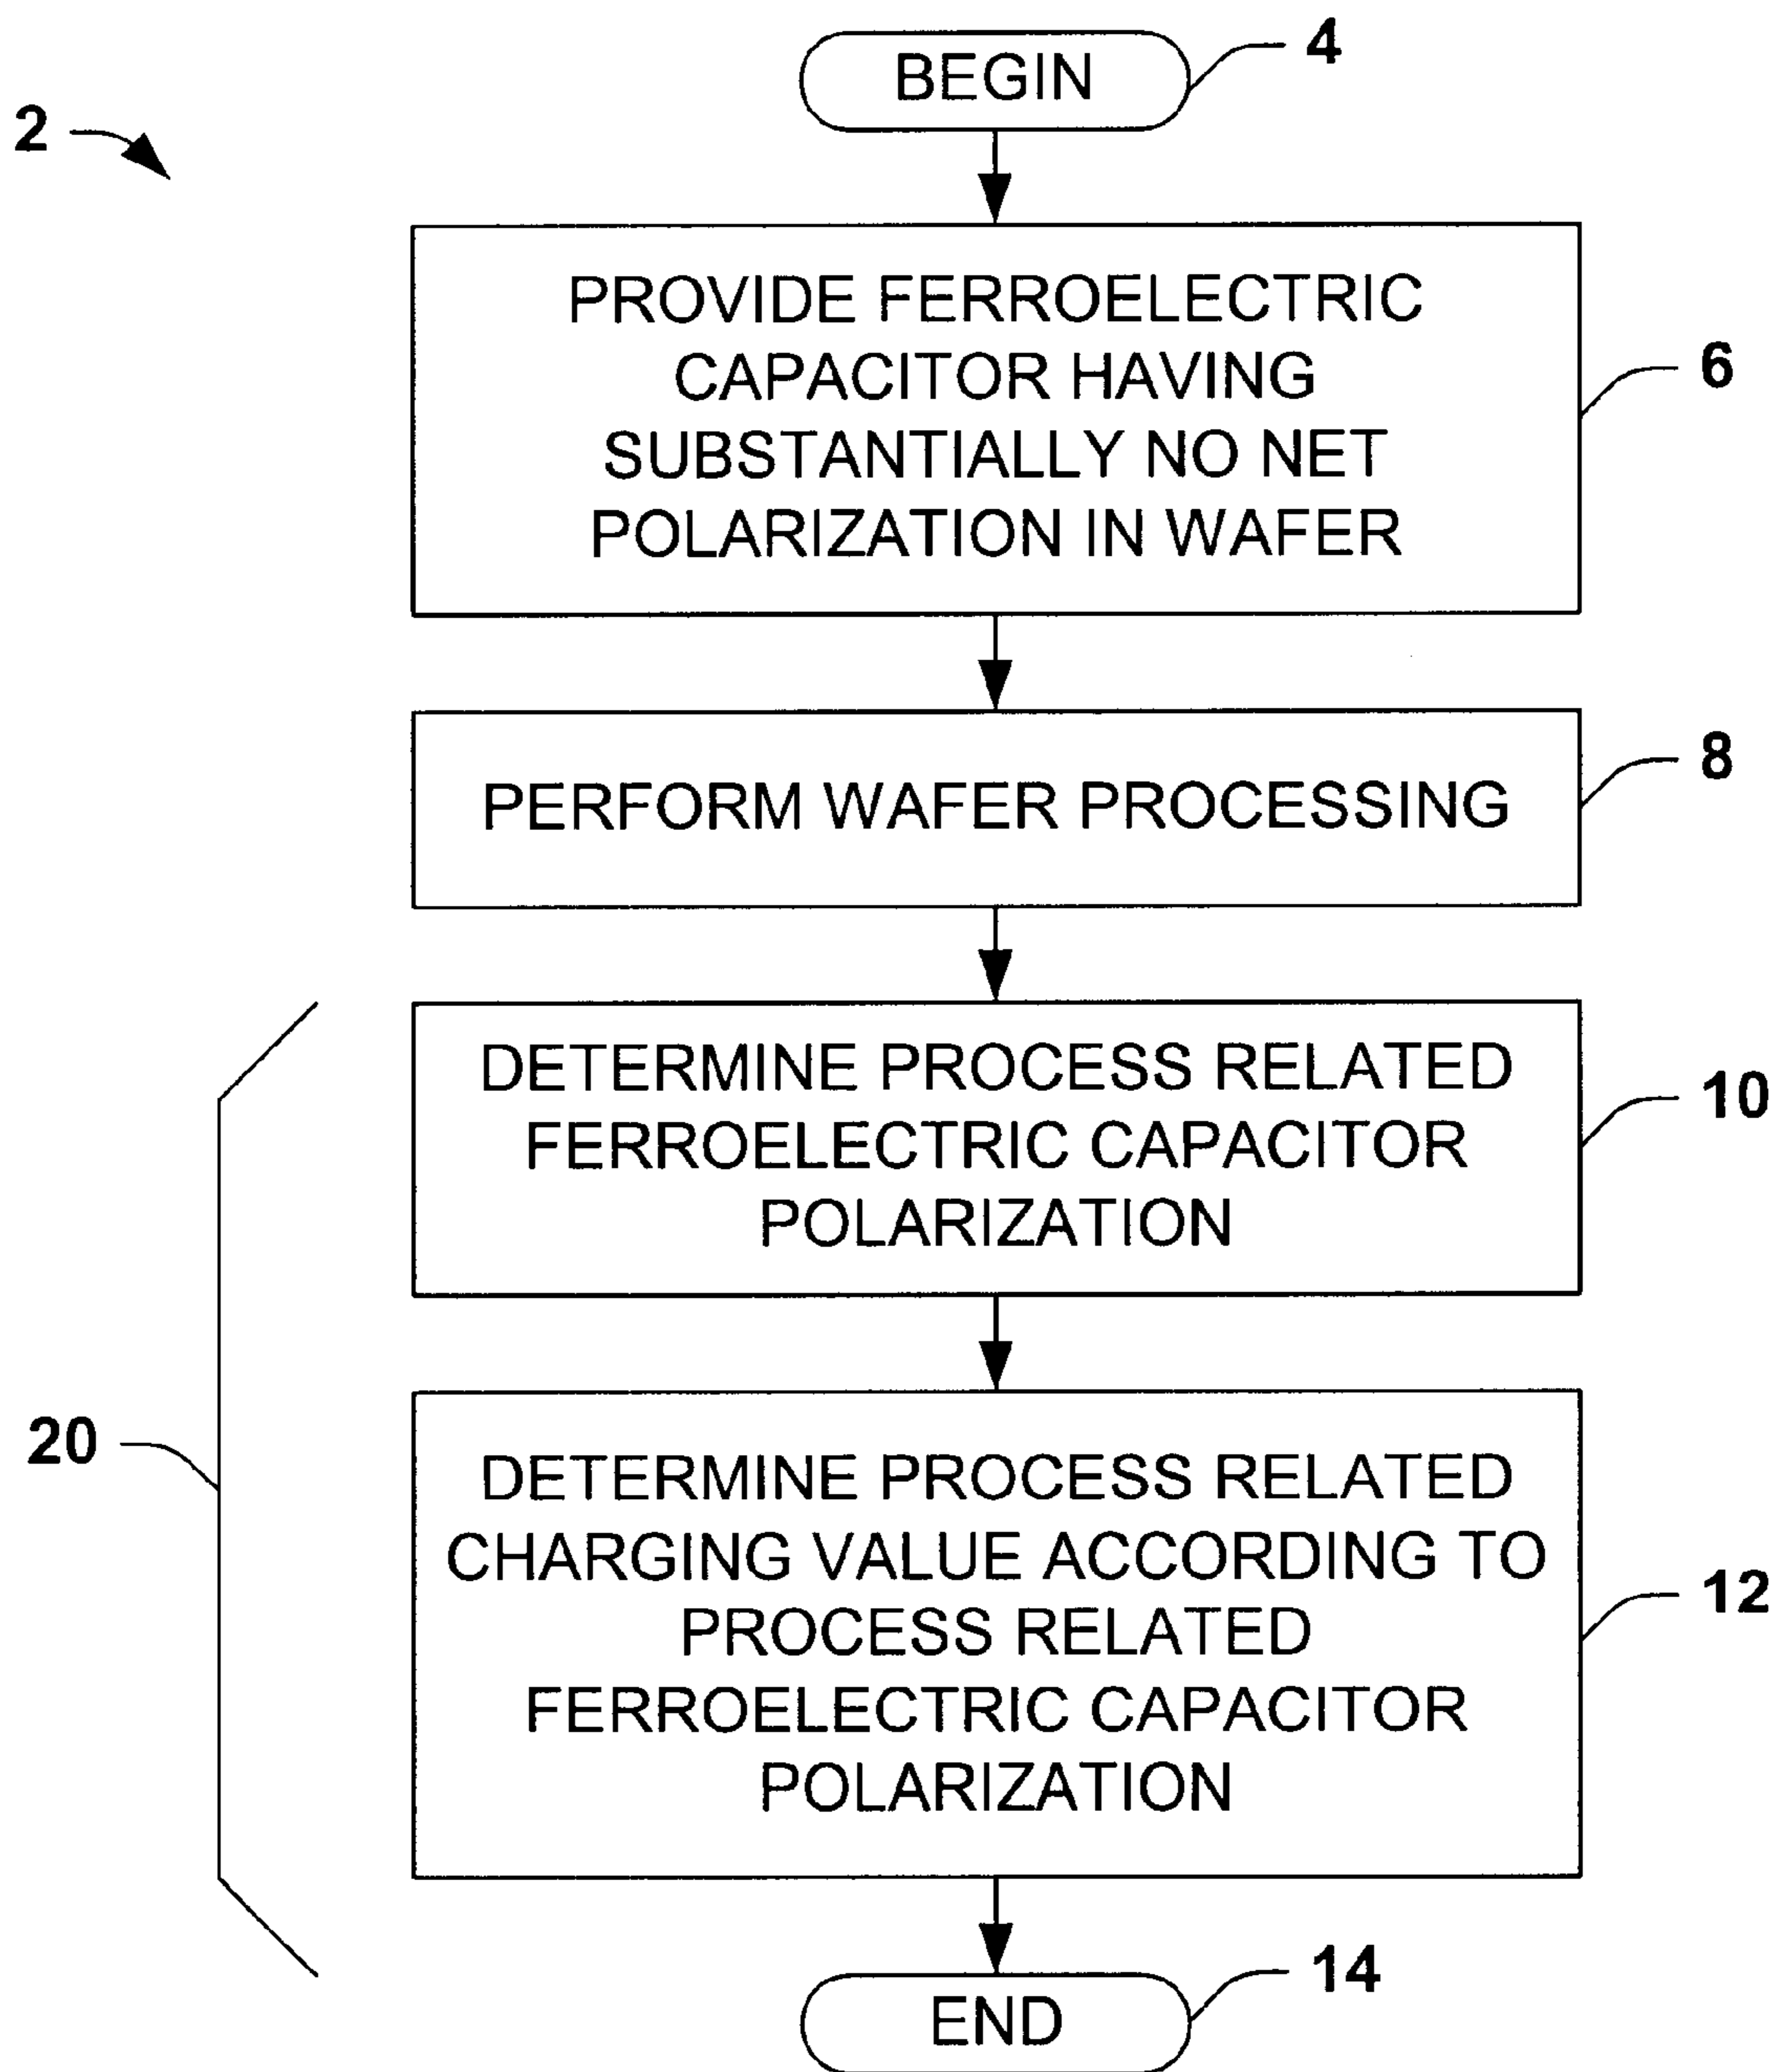 BEGIN
4
2
PROVIDE FERROELECTRIC
CAPACITOR HAVING
SUBSTANTIALLY NO NET
POLARIZATION IN WAFER
6
PERFORM WAFER PROCESSING
8
DETERMINE PROCESS RELATED
FERROELECTRIC CAPACITOR
POLARIZATION
10
20
DETERMINE PROCESS RELATED
CHARGING VALUE ACCORDING TO
PROCESS RELATED
FERROELECTRIC CAPACITOR
POLARIZATION
12
END
14